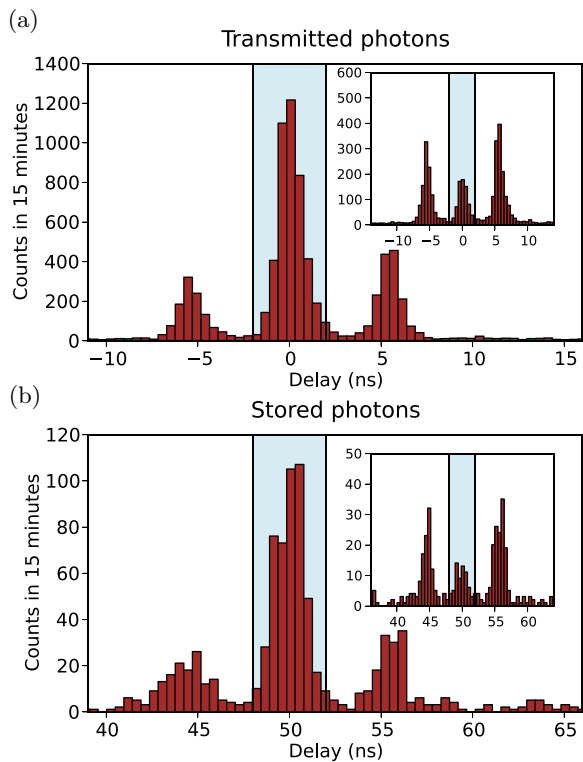 (a)
Transmitted photons
Counts in 15 minutes
1400
1200
1000
800
600
400
200
0
−10 −5 0 5 10 15
Delay (ns)
600
500
400
300
200
100
0
−10 −5 0 5 10
(b)
Stored photons
Counts in 15 minutes
120
100
80
60
40
20
0
40 45 50 55 60 65
Delay (ns)
50
40
30
20
10
0
40 45 50 55 60